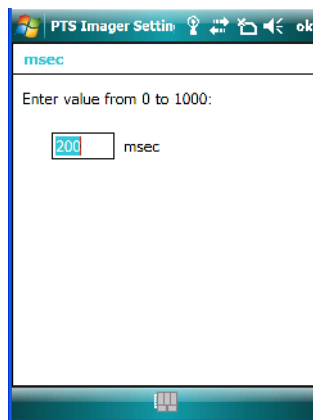 PTS Imager Settin
ok
msec
Enter value from 0 to 1000:
200 msec